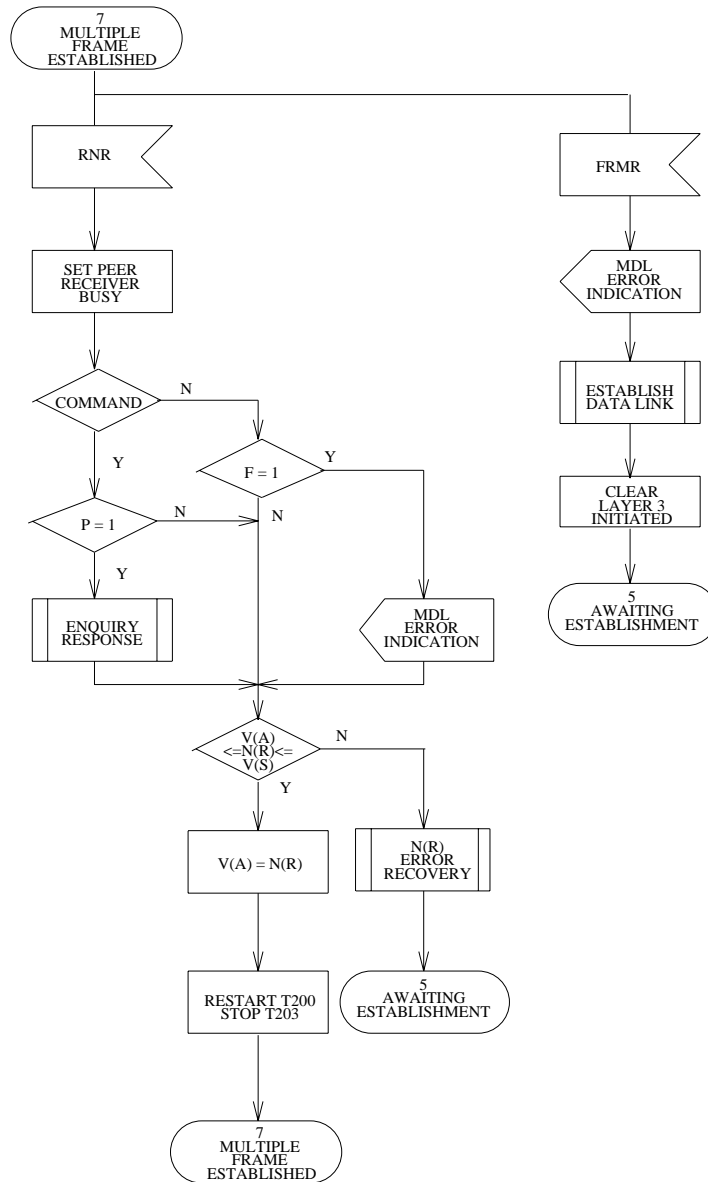 7
MULTIPLE
FRAME
ESTABLISHED
RNR
FRMR
SET PEER
RECEIVER
BUSY
MDL
ERROR
INDICATION
COMMAND
N
ESTABLISH
DATA LINK
Y
F = 1
Y
P = 1
N
N
CLEAR
LAYER 3
INITIATED
Y
ENQUIRY
RESPONSE
MDL
ERROR
INDICATION
5
AWAITING
ESTABLISHMENT
V(A)
<=N(R)<=
V(S)
N
Y
V(A) = N(R)
N(R)
ERROR
RECOVERY
RESTART T200
STOP T203
5
AWAITING
ESTABLISHMENT
7
MULTIPLE
FRAME
ESTABLISHED